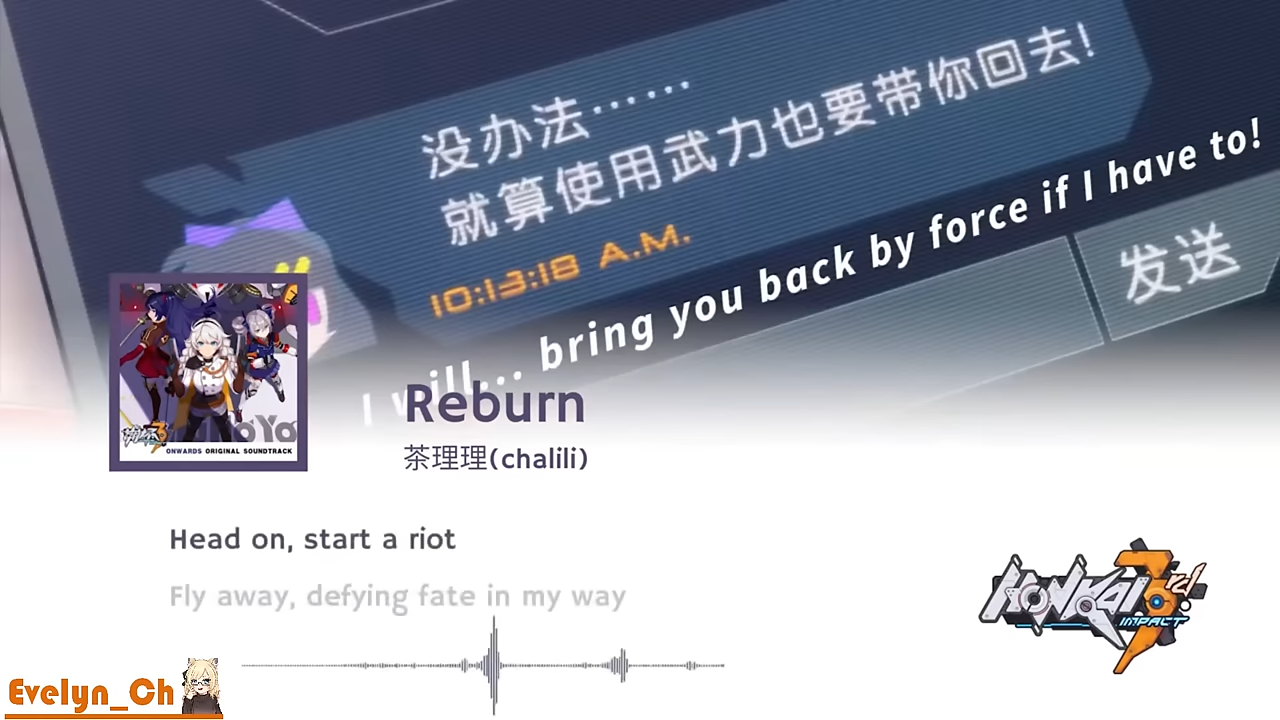 没办法……
就算使用武力也要带你回去!
10:13:18 A.M.
I will... bring you back by force if I have to!
发送
Reburn
茶理理(chalili)
ONWARDS ORIGINAL SOUNDTRACK
Head on, start a riot
Fly away, defying fate in my way
HONKAI 3rd
IMPACT
Evelyn_Ch